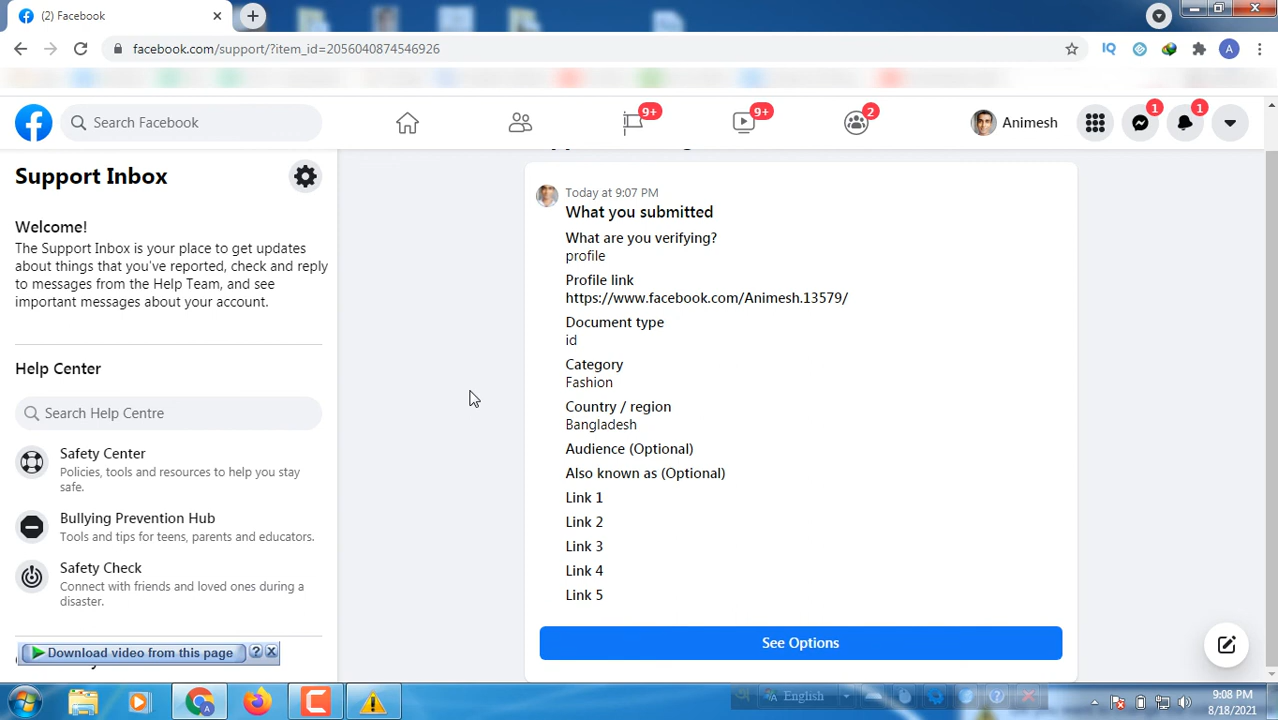 (2) Facebook
facebook.com/support/?item_id=2056040874546926
IQ
A
Search Facebook
9+
9+
2
Animesh
1
1
Support Inbox
Welcome!
The Support Inbox is your place to get updates
about things that you've reported, check and reply
to messages from the Help Team, and see
important messages about your account.
Help Center
Search Help Centre
Safety Center
Policies, tools and resources to help you stay
safe.
Bullying Prevention Hub
Tools and tips for teens, parents and educators.
Safety Check
Connect with friends and loved ones during a
disaster.
Download video from this page
?
Today at 9:07 PM
What you submitted
What are you verifying?
profile
Profile link
https://www.facebook.com/Animesh.13579/
Document type
id
Category
Fashion
Country / region
Bangladesh
Audience (Optional)
Also known as (Optional)
Link 1
Link 2
Link 3
Link 4
Link 5
See Options
English
9:08 PM
8/18/2021